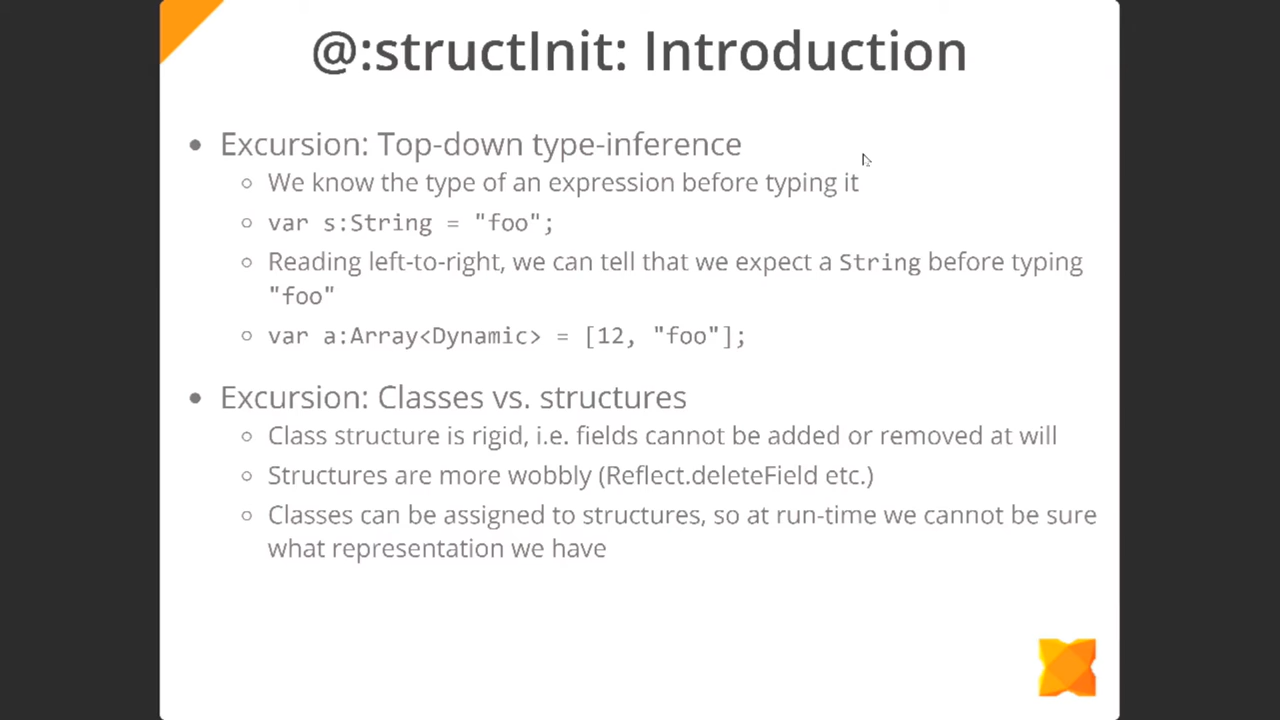 @:structInit: Introduction
• Excursion: Top-down type-inference
○ We know the type of an expression before typing it
○ var s:String = "foo";
○ Reading left-to-right, we can tell that we expect a String before typing
"foo"
○ var a:Array<Dynamic> = [12, "foo"];
• Excursion: Classes vs. structures
○ Class structure is rigid, i.e. fields cannot be added or removed at will
○ Structures are more wobbly (Reflect.deleteField etc.)
○ Classes can be assigned to structures, so at run-time we cannot be sure
what representation we have